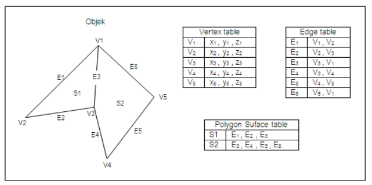 Objek
V1
E6
E1
E3
S1
S2
V5
V3
E2
V2
E4
E5
V4
Vertex table
V1 X1 , y1 , Z1
V2 X2 , y2 , Z2
V3 X3 , y3 , Z3
V4 X4 , y4 , Z4
V5 X5 , y5 , Z5
Edge table
E1 V1 , V2
E2 V2 , V3
E3 V3 , V1
E4 V3 , V4
E5 V4 , V5
E6 V5 , V1
Polygon Suface table
S1 E1 , E2 , E3
S2 E3 , E4 , E5 , E6